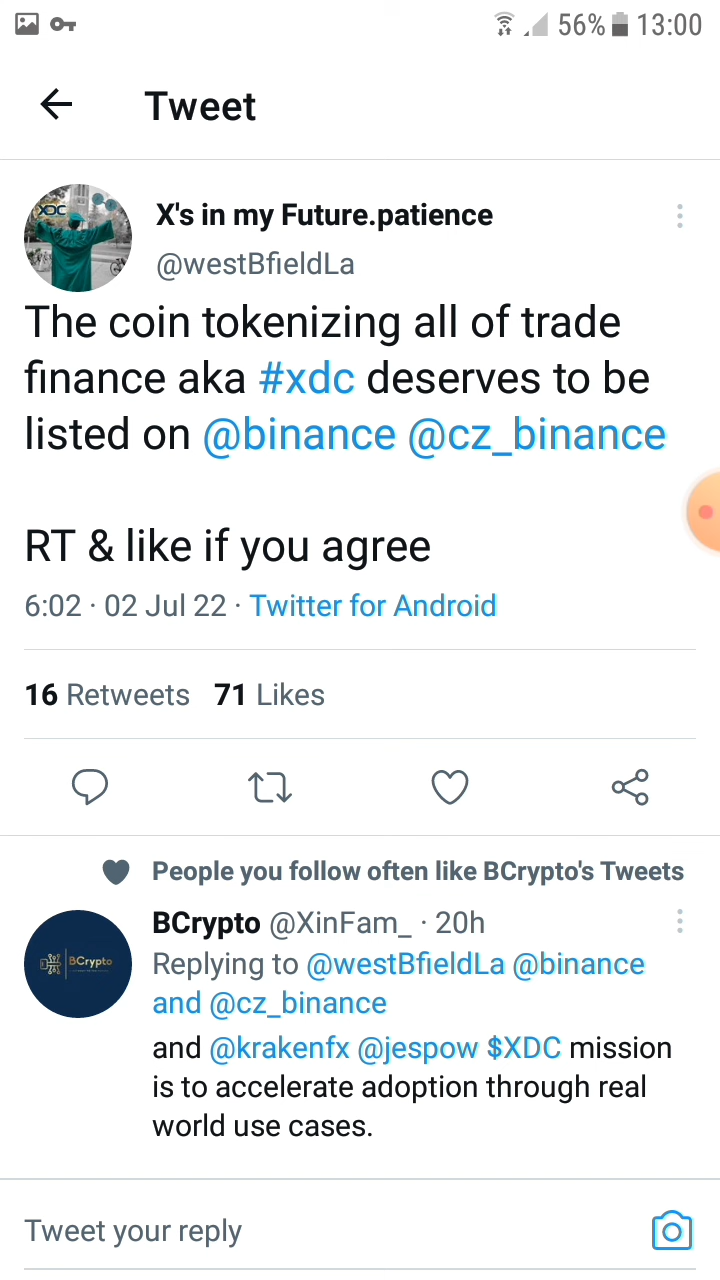 56% 13:00
Tweet
XDC
X's in my Future.patience
@westBfieldLa
The coin tokenizing all of trade
finance aka #xdc deserves to be
listed on @binance @cz_binance
RT & like if you agree
6:02 · 02 Jul 22 · Twitter for Android
16 Retweets 71 Likes
People you follow often like BCrypto's Tweets
BCrypto @XinFam_ · 20h
BCrypto
Replying to @westBfieldLa @binance
and @cz_binance
and @krakenfx @jespow $XDC mission
is to accelerate adoption through real
world use cases.
Tweet your reply